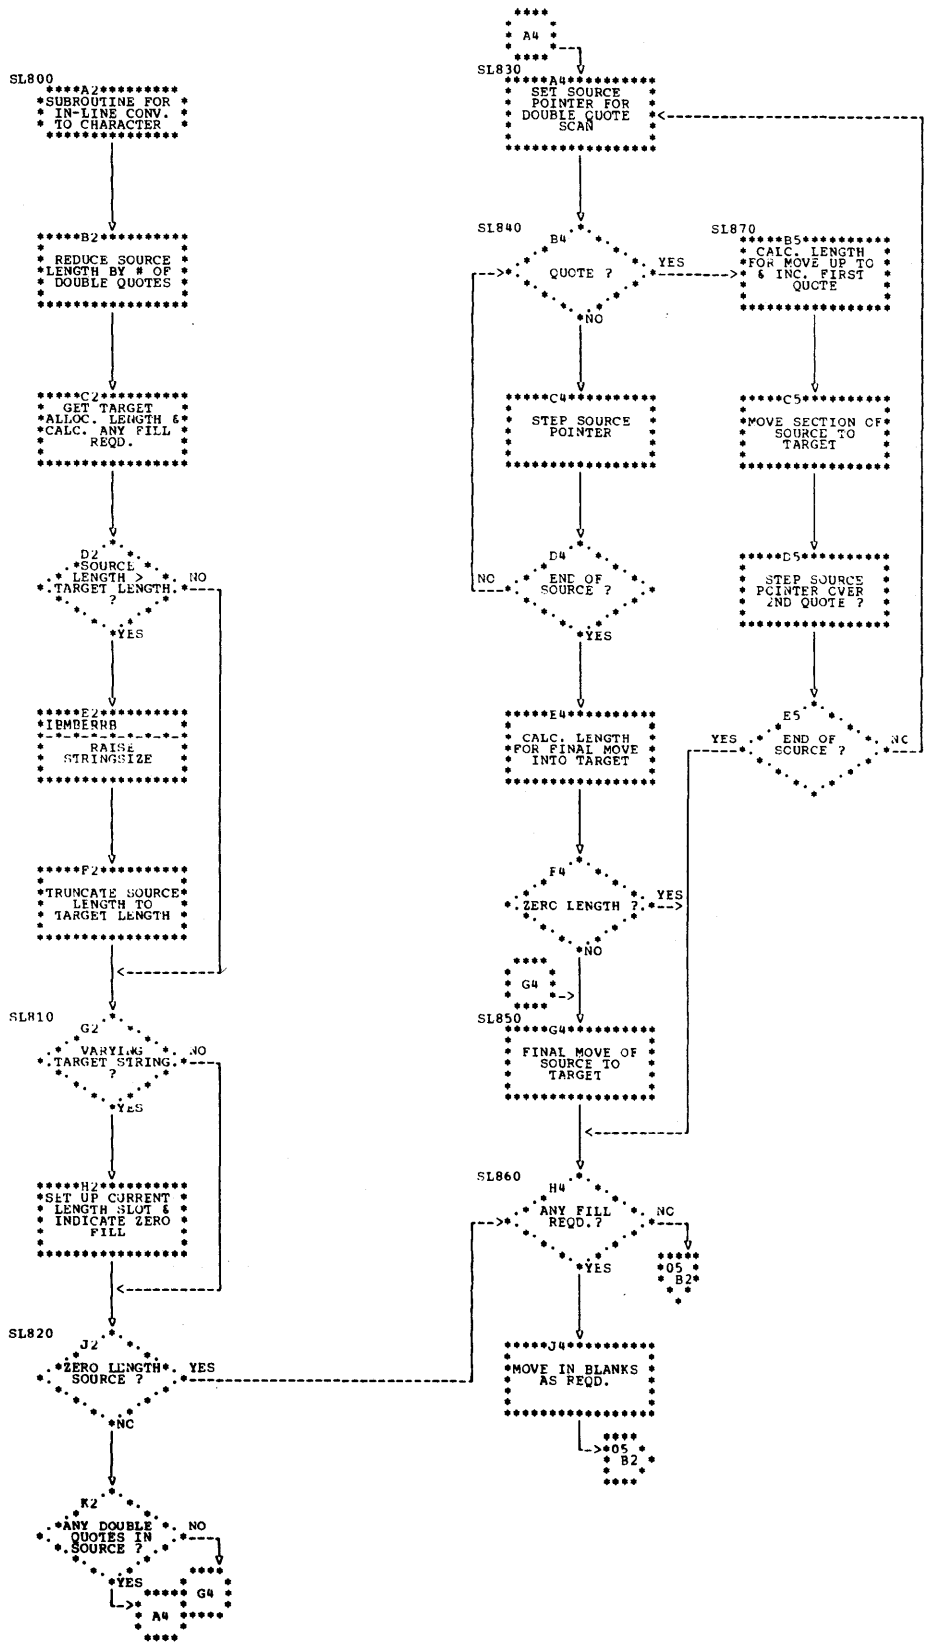 SL800
A2
SUBROUTINE FOR
IN-LINE CONV.
TO CHARACTER
B2
REDUCE SOURCE
LENGTH BY # OF
DOUBLE QUOTES
C2
GET TARGET
ALLOC. LENGTH &
CALC. ANY FILL
REQD.
D2
SOURCE
LENGTH >
TARGET LENGTH
?
NO
YES
E2
IBMBERRB
RAISE
STRINGSIZE
F2
TRUNCATE SOURCE
LENGTH TO
TARGET LENGTH
SL810
G2
VARYING
TARGET STRING
?
NO
YES
H2
SET UP CURRENT
LENGTH SLOT &
INDICATE ZERO
FILL
SL820
J2
ZERO LENGTH
SOURCE ?
YES
NO
K2
ANY DOUBLE
QUOTES IN
SOURCE ?
NO
YES
G4
A4
A4
SL830
A4
SET SOURCE
POINTER FOR
DOUBLE QUOTE
SCAN
SL840
B4
QUOTE ?
YES
NO
C4
STEP SOURCE
POINTER
D4
END OF
SOURCE ?
NO
YES
E4
CALC. LENGTH
FOR FINAL MOVE
INTO TARGET
F4
ZERO LENGTH ?
YES
NO
G4
SL850
G4
FINAL MOVE OF
SOURCE TO
TARGET
SL860
H4
ANY FILL
REQD.?
NO
YES
05
B2
J4
MOVE IN BLANKS
AS REQD.
05
B2
SL870
B5
CALC. LENGTH
FOR MOVE UP TO
& INC. FIRST
QUOTE
C5
MOVE SECTION OF
SOURCE TO
TARGET
D5
STEP SOURCE
POINTER OVER
2ND QUOTE ?
E5
END OF
SOURCE ?
YES
NO